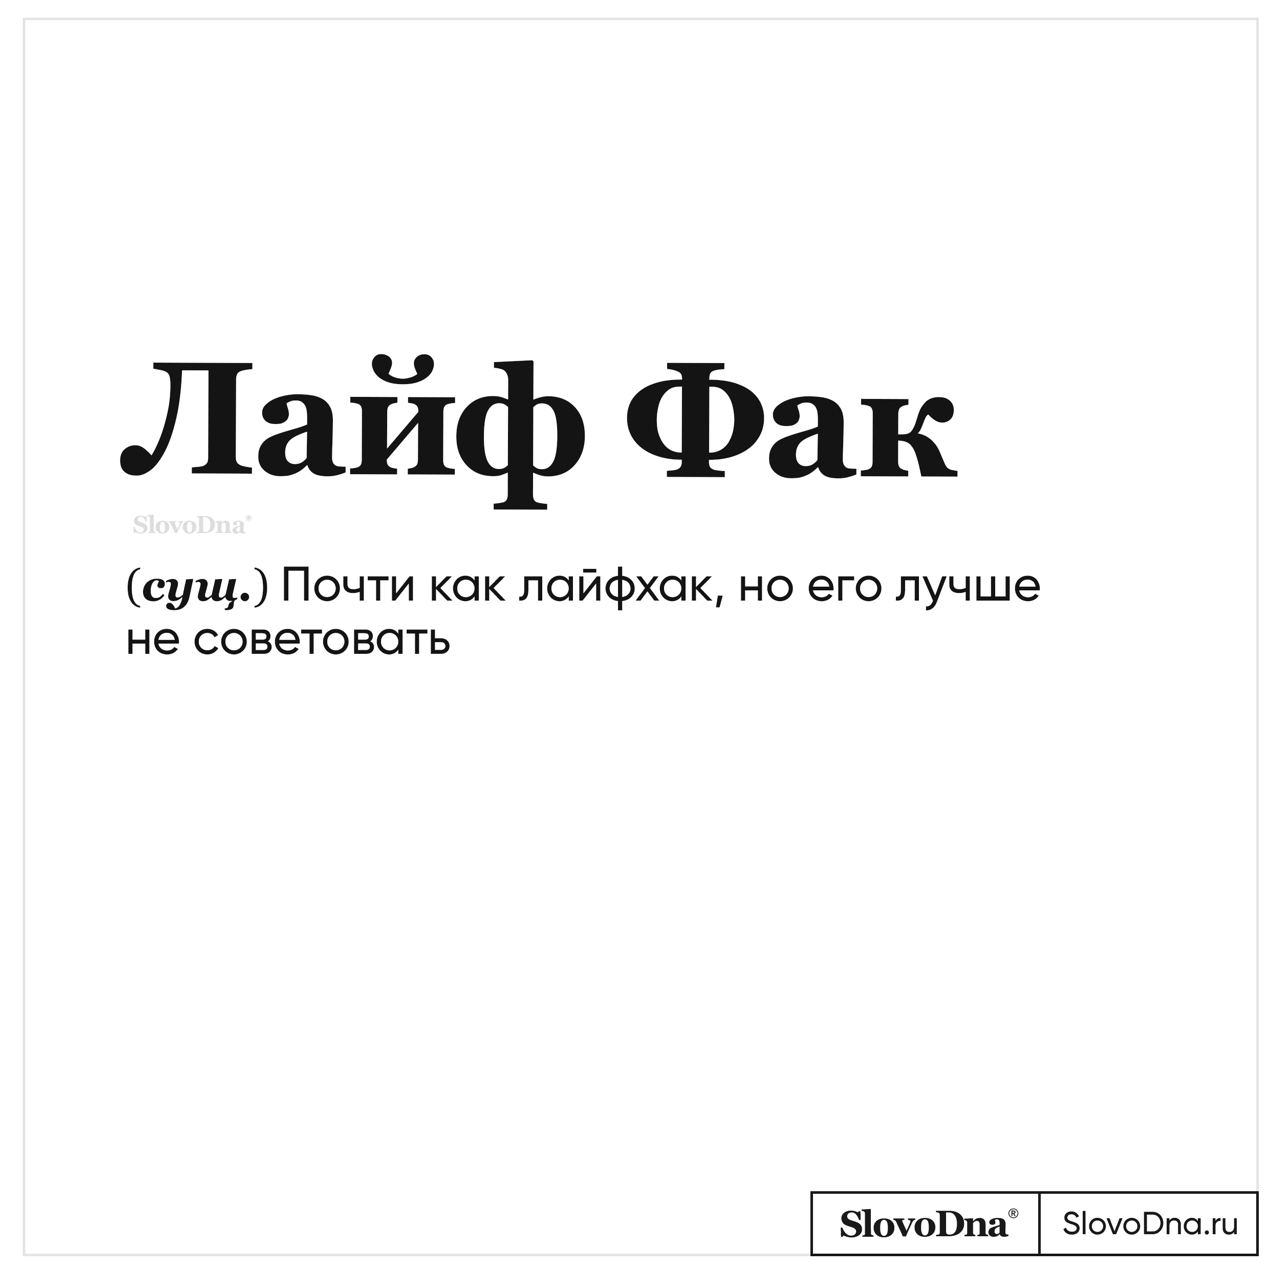 Лайф Фак
SlovoDna®
(сущ.) Почти как лайфхак, но его лучше
не советовать
SlovoDna® SlovoDna.ru